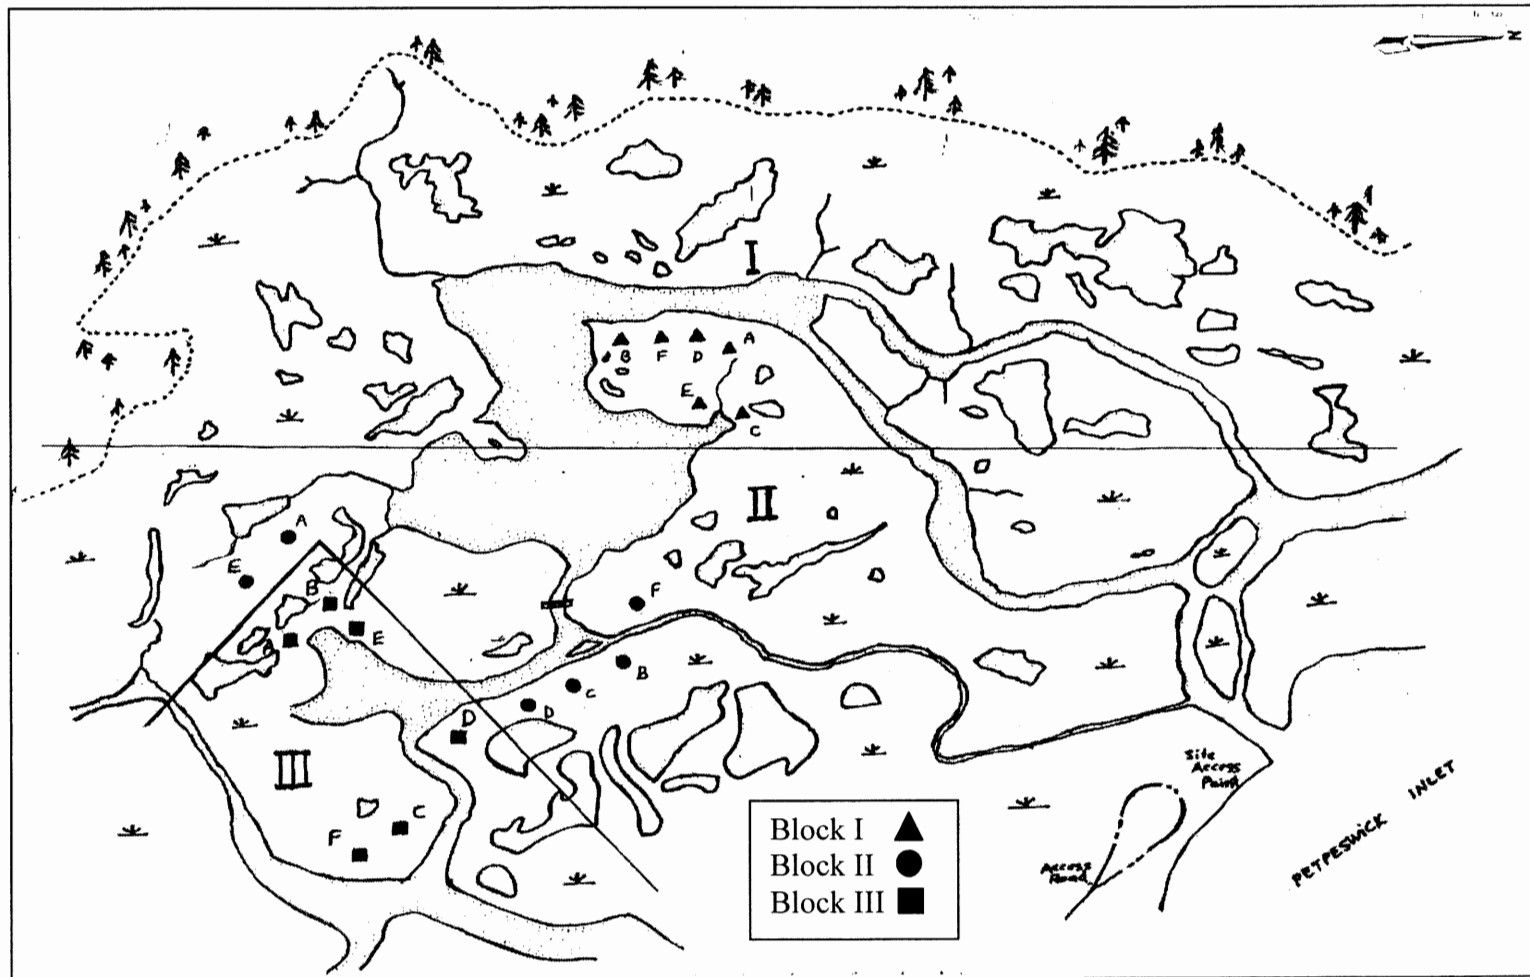 N
I
B F D A
E
C
II
A
E
B
F
E
B
C
D
D
III
C
F
Site
Access
Point
Access
Road
PETPESWICK INLET
Block I
Block II
Block III